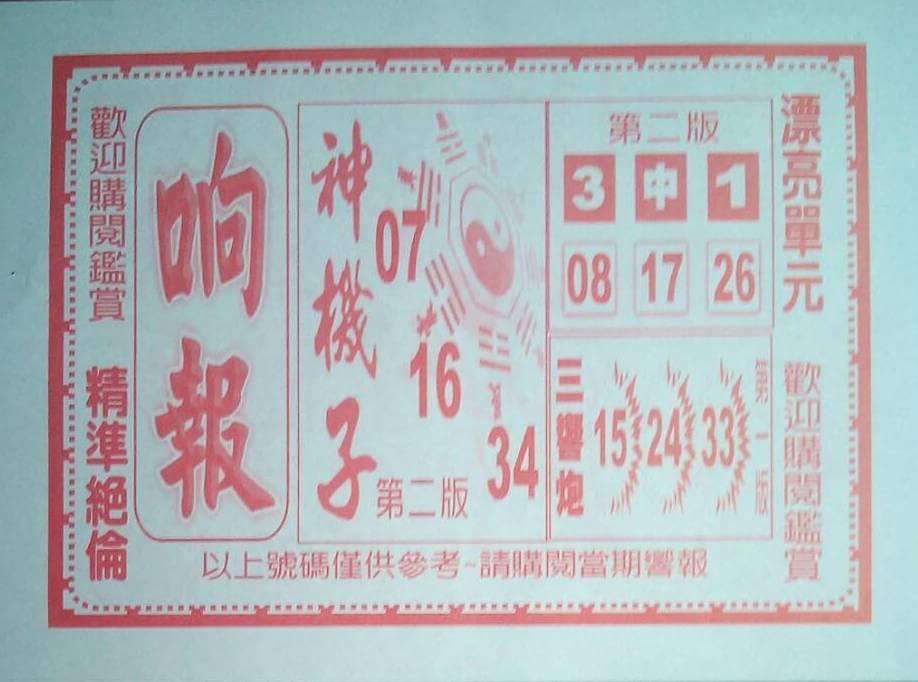 漂亮單元
歡迎購閱鑑賞
第二版
3 中 1
08 17 26
三響炮
15 24 33
第一版
神機子
07
16
34
第二版
响報
歡迎購閱鑑賞
精準絕倫
以上號碼僅供參考~請購閱當期響報